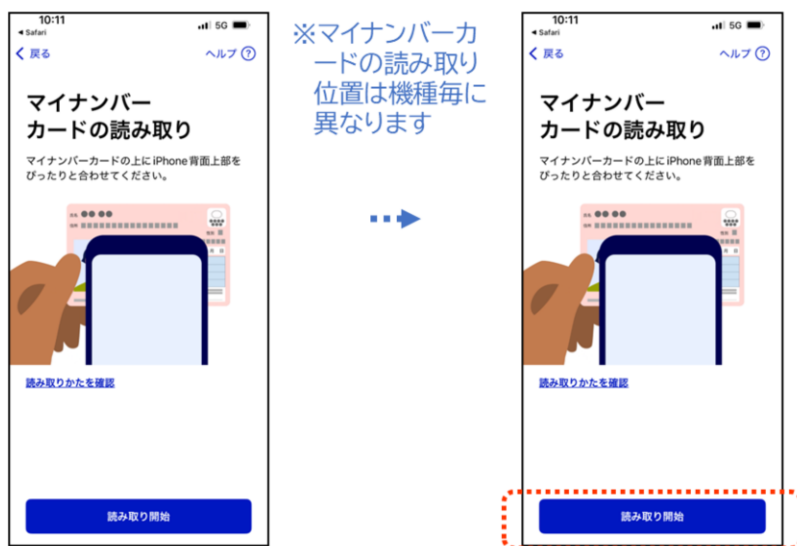 10:11
5G
◀ Safari
戻る
ヘルプ ?
マイナンバー
カードの読み取り
マイナンバーカードの上にiPhone背面上部を
ぴったりと合わせてください。
読み取りかたを確認
読み取り開始
※マイナンバーカ
ードの読み取り
位置は機種毎に
異なります
10:11
5G
◀ Safari
戻る
ヘルプ ?
マイナンバー
カードの読み取り
マイナンバーカードの上にiPhone背面上部を
ぴったりと合わせてください。
読み取りかたを確認
読み取り開始